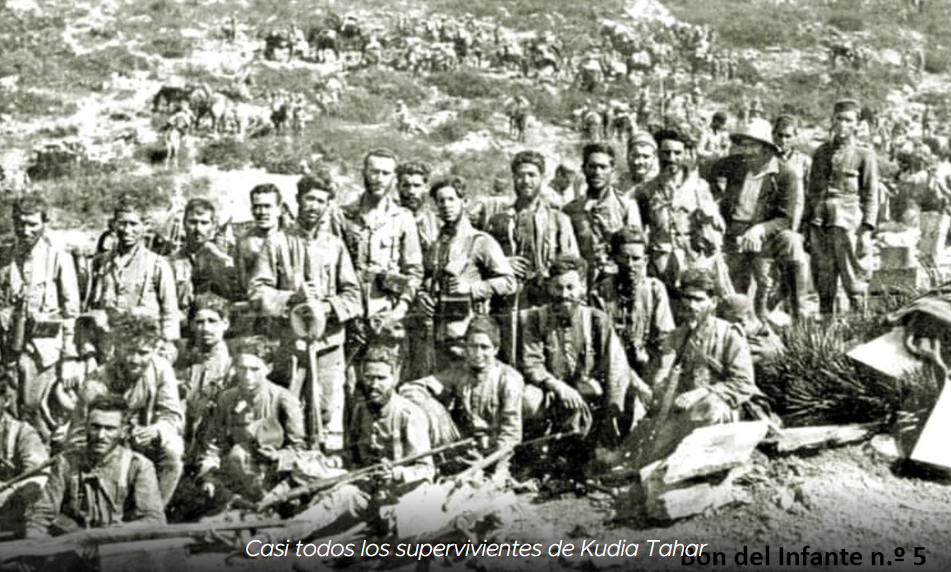 Casi todos los supervivientes de Kudia Tahar
Bon del Infante n.º 5